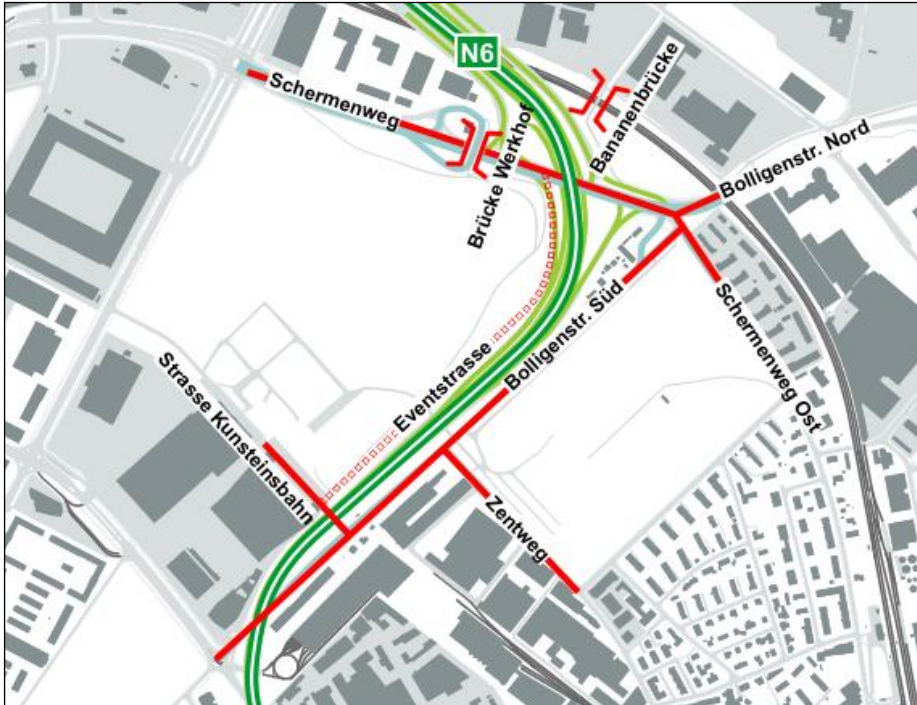 N6
Schermenweg
Brücke Werkhof
Bananenbrücke
Bolligenstr. Nord
Bolligenstr. Süd
Schermenweg Ost
Eventstrasse
Strasse Kunsteinsbahn
Zentweg